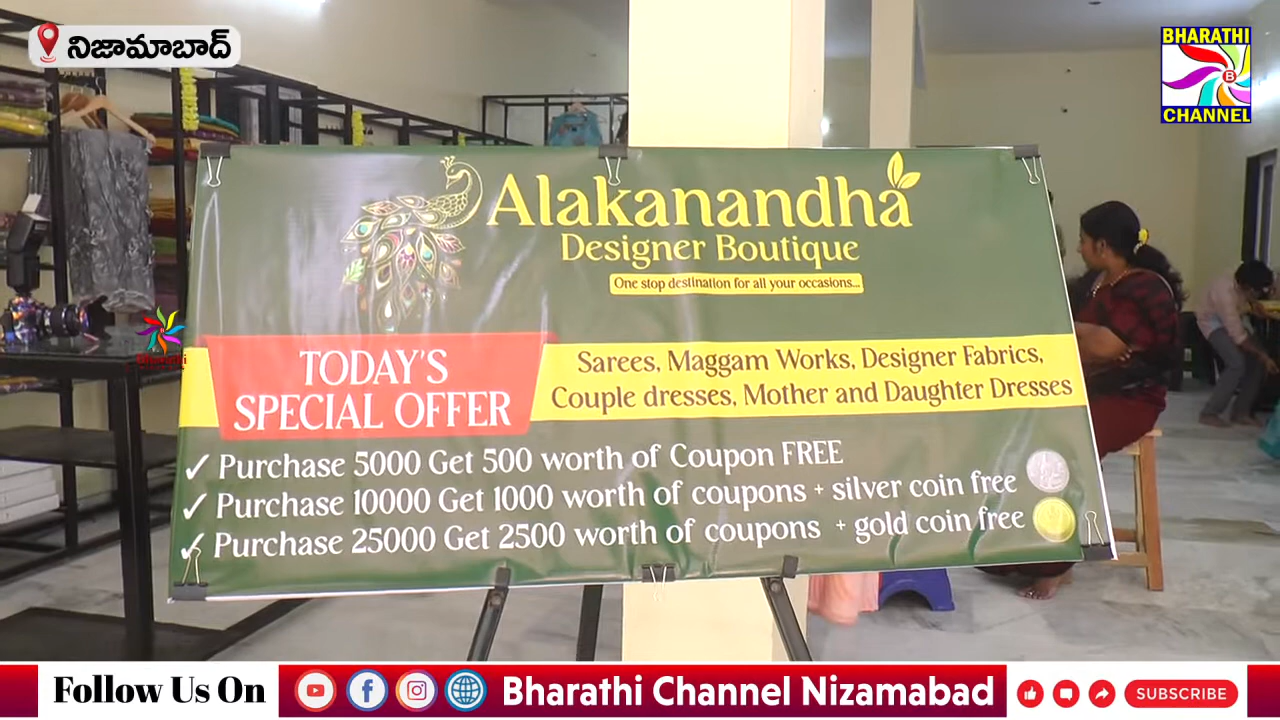 నిజామాబాద్
BHARATHI
B
CHANNEL
Alakanandha
Designer Boutique
One stop destination for all your occasions...
Bharathi
TODAY'S
SPECIAL OFFER
Sarees, Maggam Works, Designer Fabrics,
Couple dresses, Mother and Daughter Dresses
✓ Purchase 5000 Get 500 worth of Coupon FREE
✓ Purchase 10000 Get 1000 worth of coupons + silver coin free
✓ Purchase 25000 Get 2500 worth of coupons + gold coin free
Follow Us On
Bharathi Channel Nizamabad
SUBSCRIBE